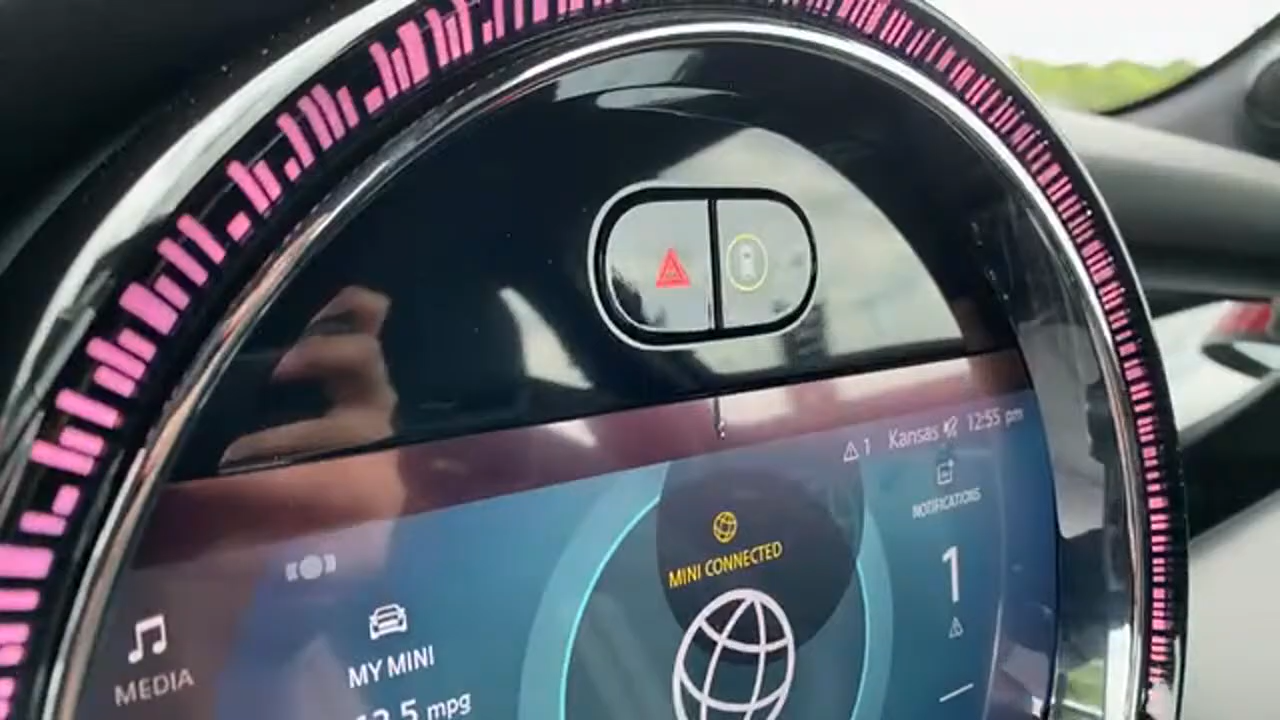 1 Kansas 12:55 pm
NOTIFICATIONS
MINI CONNECTED
1
MY MINI
MEDIA
mpg